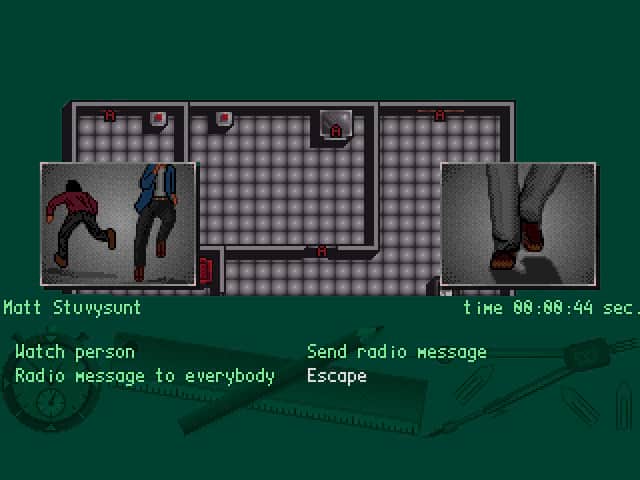 A
A
A
A
Matt Stuvysunt
time 00:00:44 sec.
Watch person
Send radio message
Radio message to everybody
Escape